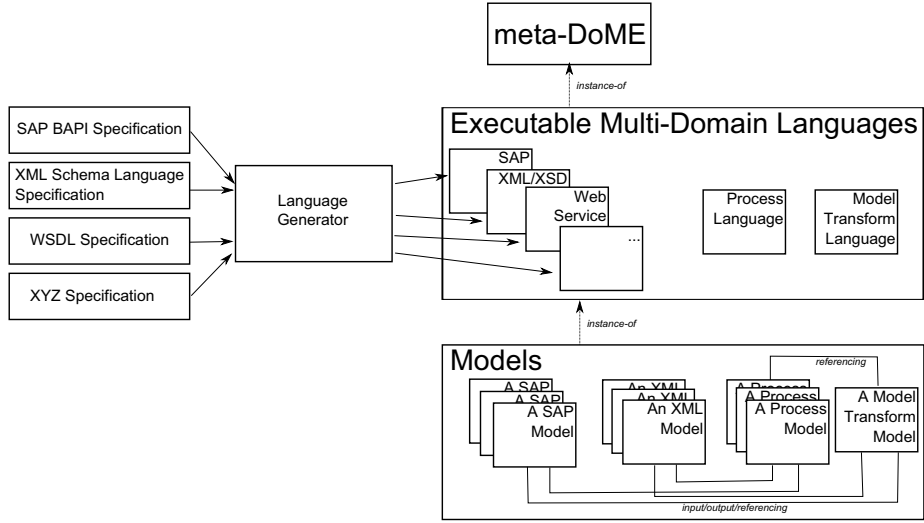 meta-DoME
instance-of
Executable Multi-Domain Languages
SAP BAPI Specification
XML Schema Language
Specification
WSDL Specification
XYZ Specification
Language
Generator
SAP
XML/XSD
Web
Service
...
Process
Language
Model
Transform
Language
instance-of
Models
referencing
A SAP
A SAP
A SAP
Model
An XML
An XML
An XML
Model
A Process
A Process
A Process
Model
A Model
Transform
Model
input/output/referencing